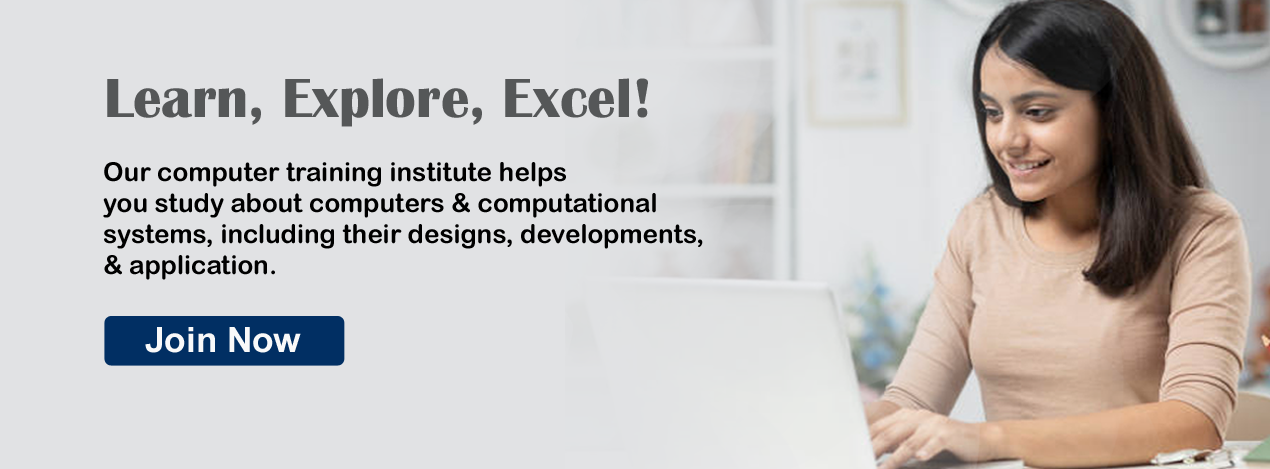 Learn, Explore, Excel!
Our computer training institute helps
you study about computers & computational
systems, including their designs, developments,
& application.
Join Now